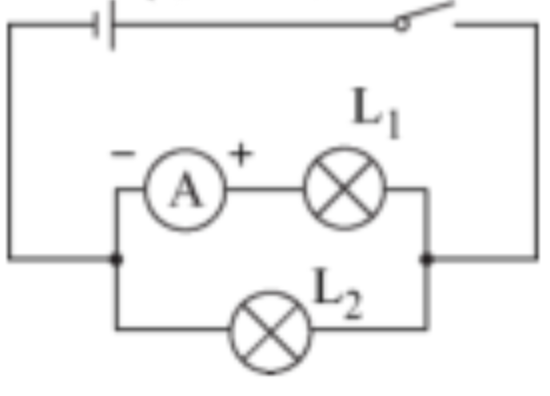 L₁
− A +
L₂